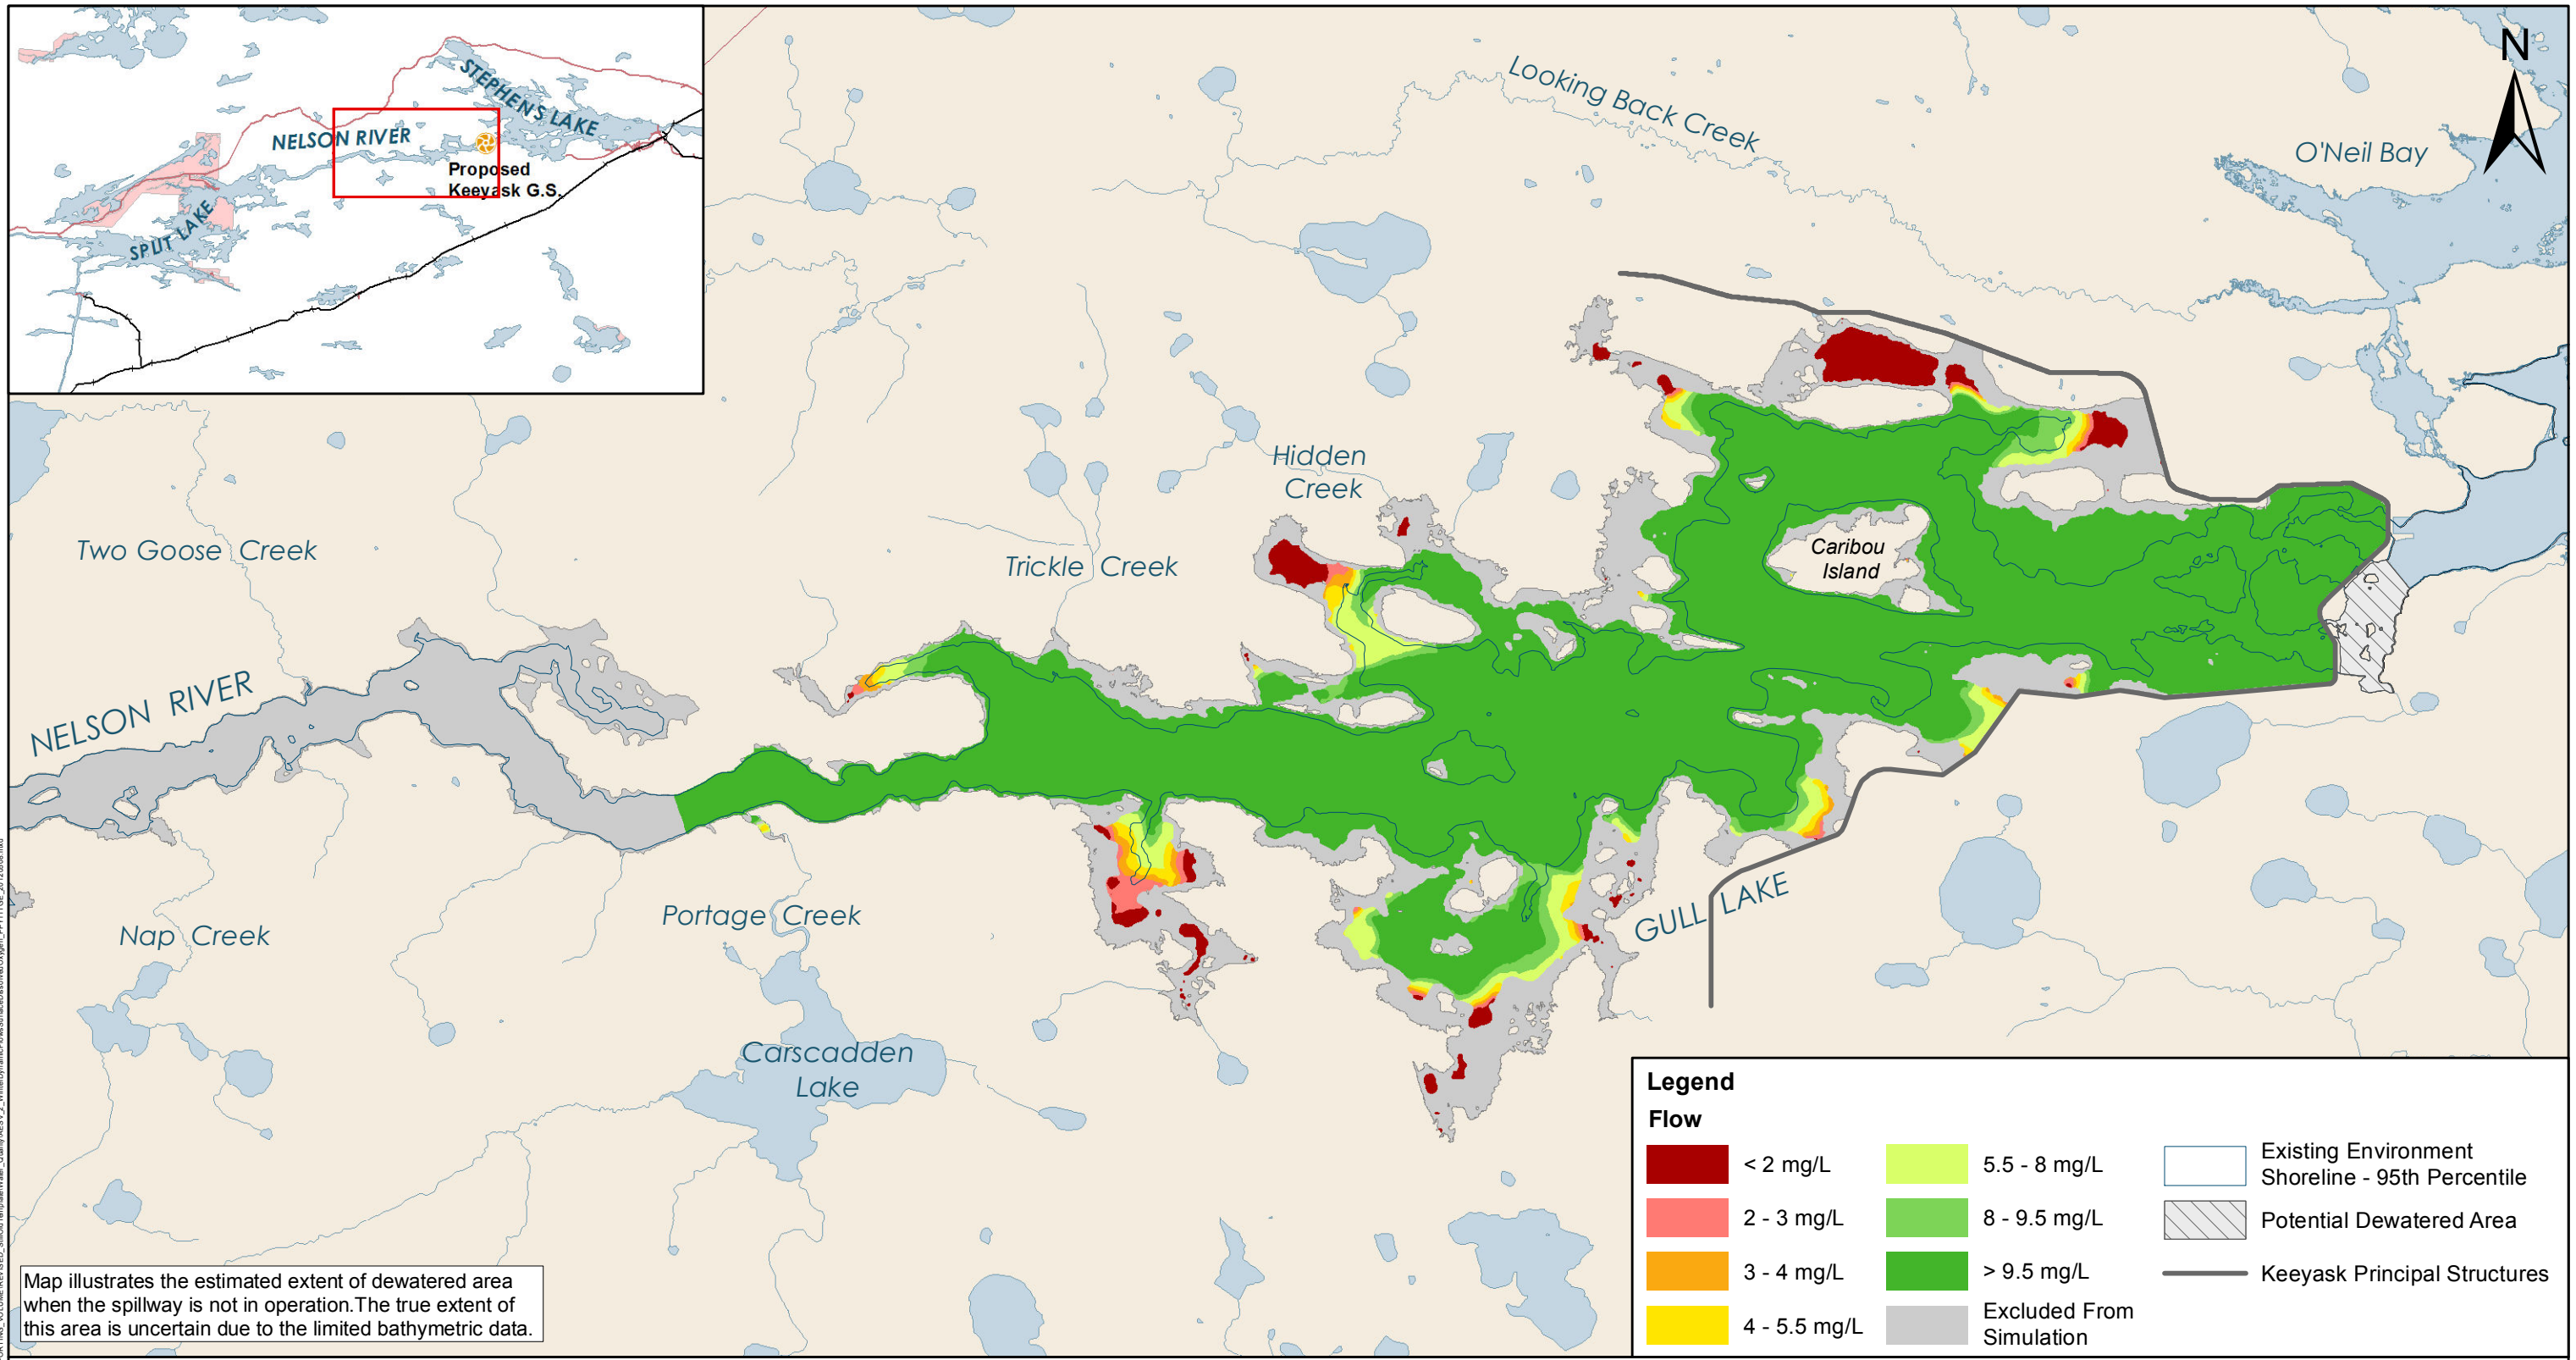 STEPHENS LAKE
NELSON RIVER
Proposed
Keeyask G.S.
SPLIT LAKE
Looking Back Creek
N
O'Neil Bay
Hidden
Creek
Two Goose Creek
Trickle Creek
Caribou
Island
NELSON RIVER
Nap Creek
Portage Creek
GULL LAKE
Carscadden
Lake
Map illustrates the estimated extent of dewatered area
when the spillway is not in operation.The true extent of
this area is uncertain due to the limited bathymetric data.
Legend
Flow
< 2 mg/L
2 - 3 mg/L
3 - 4 mg/L
4 - 5.5 mg/L
5.5 - 8 mg/L
8 - 9.5 mg/L
> 9.5 mg/L
Excluded From
Simulation
Existing Environment
Shoreline - 95th Percentile
Potential Dewatered Area
Keeyask Principal Structures